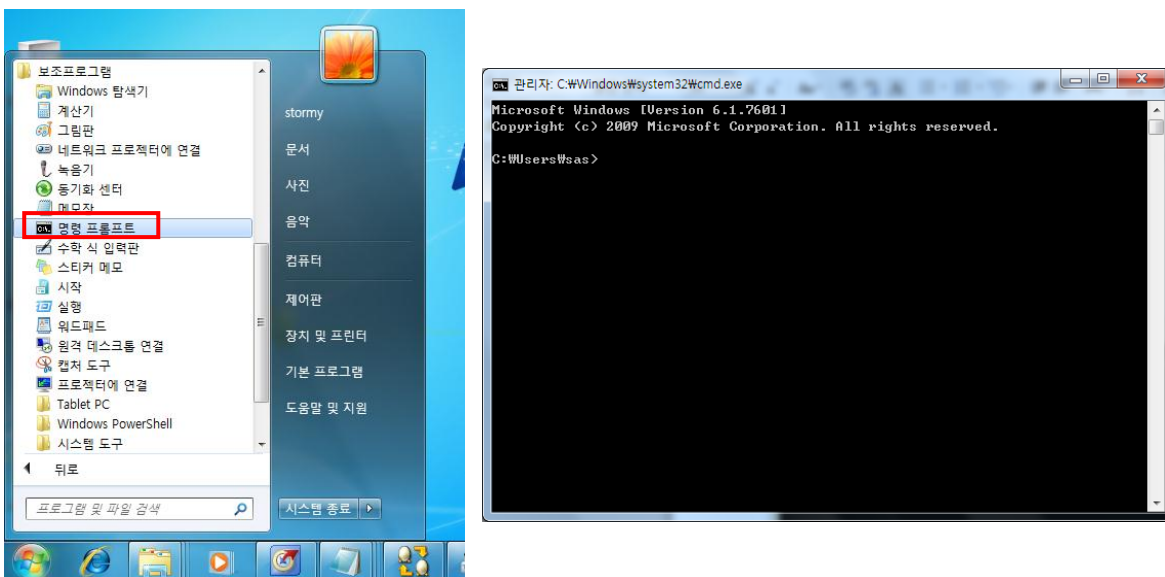 보조프로그램
Windows 탐색기
계산기
그림판
네트워크 프로젝터에 연결
녹음기
동기화 센터
메모장
명령 프롬프트
수학 식 입력판
스티커 메모
시작
실행
워드패드
원격 데스크톱 연결
캡처 도구
프로젝터에 연결
Tablet PC
Windows PowerShell
시스템 도구
뒤로
프로그램 및 파일 검색
stormy
문서
사진
음악
컴퓨터
제어판
장치 및 프린터
기본 프로그램
도움말 및 지원
시스템 종료
관리자: C:₩Windows₩system32₩cmd.exe
Microsoft Windows [Version 6.1.7601]
Copyright (c) 2009 Microsoft Corporation. All rights reserved.
C:₩Users₩sas>